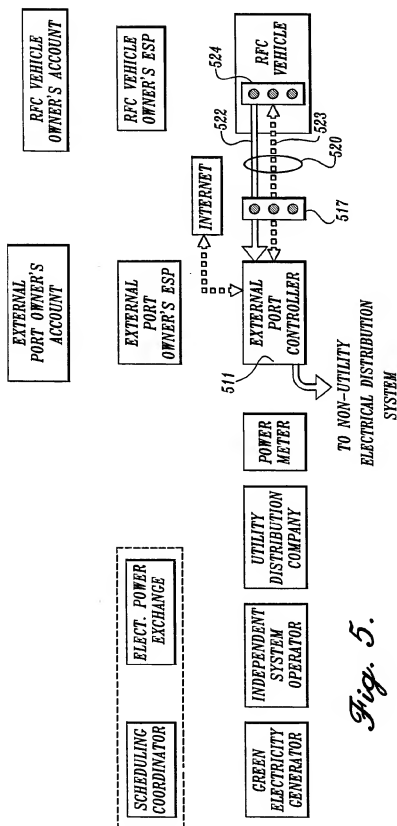 RFC VEHICLE
OWNER'S ACCOUNT
EXTERNAL
PORT OWNER'S
ACCOUNT
RFC VEHICLE
OWNER'S ESP
EXTERNAL
PORT
OWNER'S ESP
ELECT. POWER
EXCHANGE
SCHEDULING
COORDINATOR
INTERNET
522
524
RFC
VEHICLE
523
520
517
EXTERNAL
PORT
CONTROLLER
511
POWER
METER
UTILITY
DISTRIBUTION
COMPANY
INDEPENDENT
SYSTEM
OPERATOR
GREEN
ELECTRICITY
GENERATOR
TO NON-UTILITY
ELECTRICAL DISTRIBUTION
SYSTEM
Fig. 5.